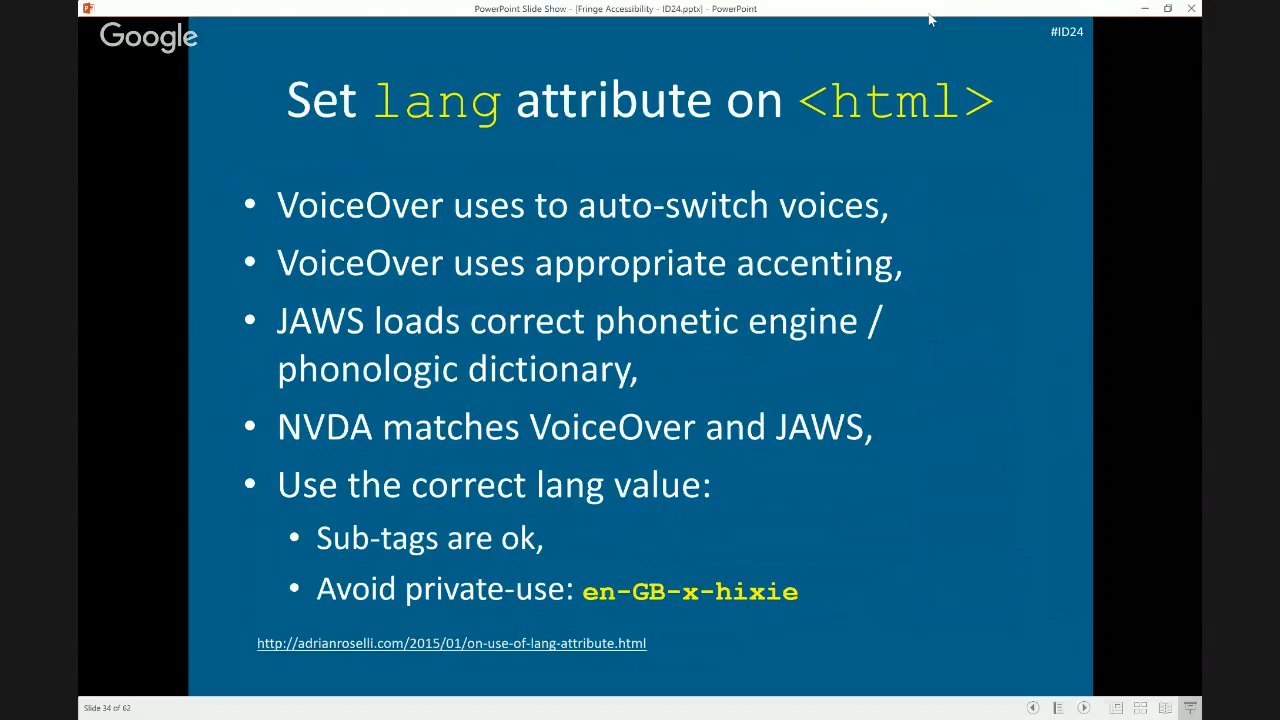 PowerPoint Slide Show - [Fringe Accessibility - ID24.pptx] - PowerPoint
Google
#ID24
Set lang attribute on <html>
• VoiceOver uses to auto-switch voices,
• VoiceOver uses appropriate accenting,
• JAWS loads correct phonetic engine /
phonologic dictionary,
• NVDA matches VoiceOver and JAWS,
• Use the correct lang value:
• Sub-tags are ok,
• Avoid private-use: en-GB-x-hixie
http://adrianroselli.com/2015/01/on-use-of-lang-attribute.html
Slide 34 of 62